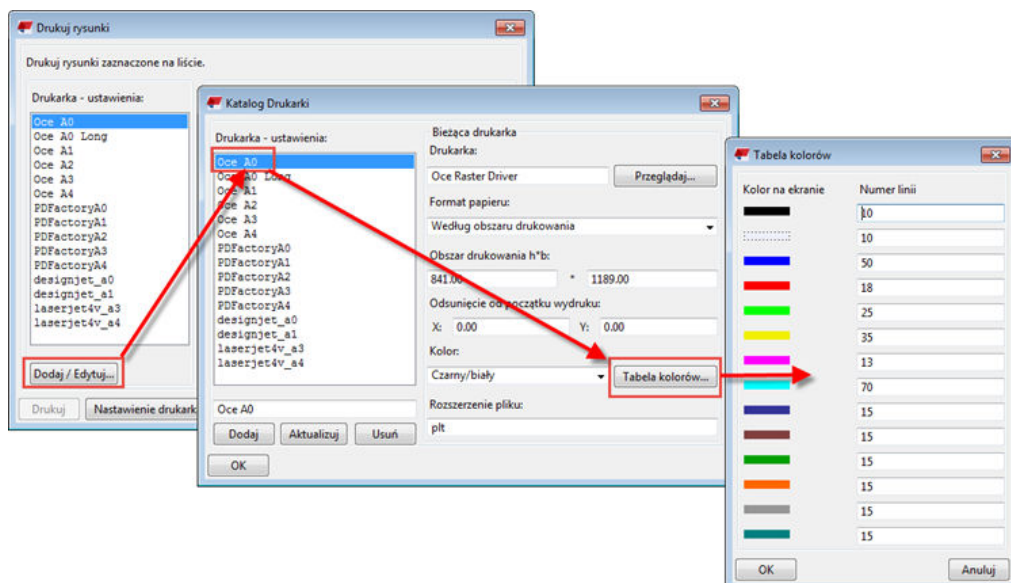 Drukuj rysunki
Drukuj rysunki zaznaczone na liście.
Drukarka - ustawienia:
Oce A0
Oce A0 Long
Oce A1
Oce A2
Oce A3
Oce A4
PDFactoryA0
PDFactoryA1
PDFactoryA2
PDFactoryA3
PDFactoryA4
designjet_a0
designjet_a1
laserjet4v_a3
laserjet4v_a4
Dodaj / Edytuj...
Drukuj
Nastawienie drukark
Katalog Drukarki
Drukarka - ustawienia:
Oce A0
Oce A0 Long
Oce A1
Oce A2
Oce A3
Oce A4
PDFactoryA0
PDFactoryA1
PDFactoryA2
PDFactoryA3
PDFactoryA4
designjet_a0
designjet_a1
laserjet4v_a3
laserjet4v_a4
Oce A0
Dodaj
Aktualizuj
Usuń
OK
Bieżąca drukarka
Drukarka:
Oce Raster Driver
Przeglądaj...
Format papieru:
Według obszaru drukowania
Obszar drukowania h*b:
841.00 * 1189.00
Odsunięcie od początku wydruku:
X: 0.00 Y: 0.00
Kolor:
Czarny/biały
Tabela kolorów...
Rozszerzenie pliku:
plt
Tabela kolorów
Kolor na ekranie Numer linii
10
10
50
18
25
35
13
70
15
15
15
15
15
15
OK
Anuluj